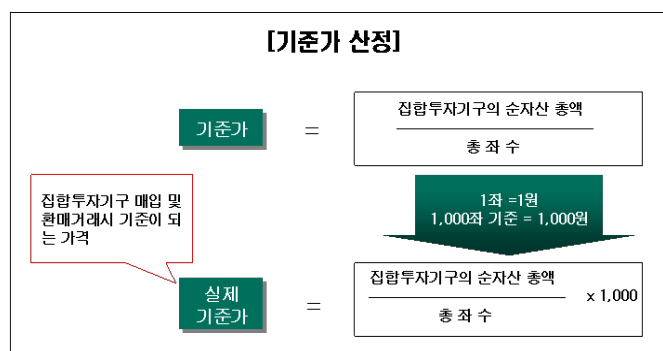 [기준가 산정]
기준가
=
집합투자기구의 순자산 총액
총 좌 수
집합투자기구 매입 및
환매거래시 기준이 되
는 가격
1좌 =1원
1,000좌 기준 = 1,000원
실제
기준가
=
집합투자기구의 순자산 총액
총 좌 수
x 1,000